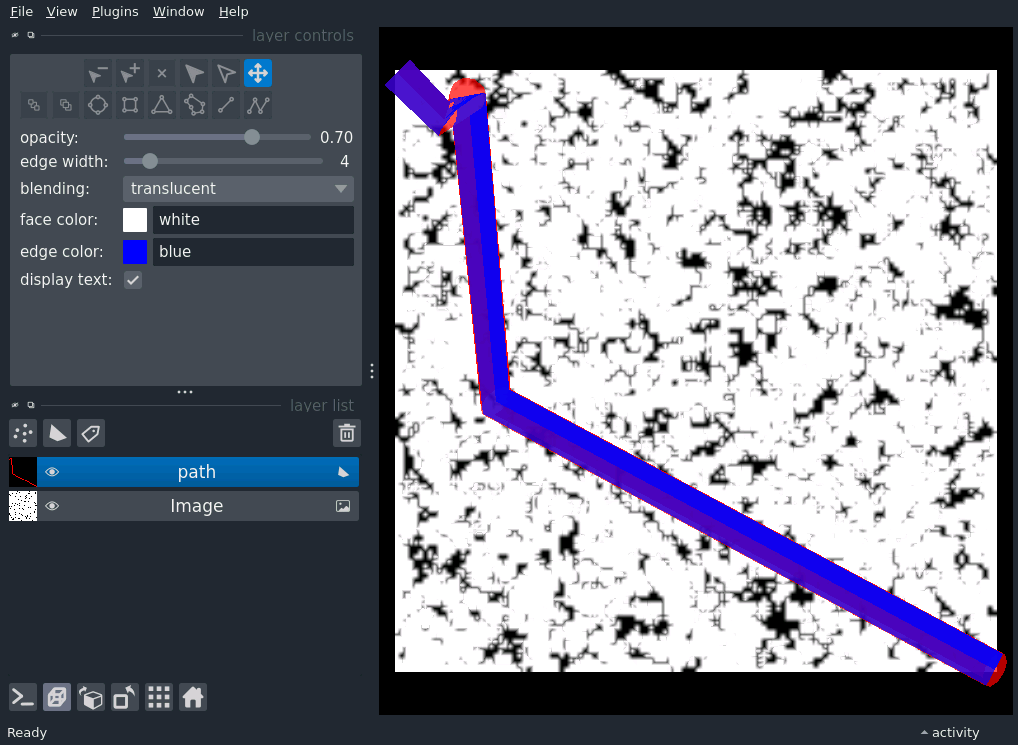 File View Plugins Window Help
layer controls
opacity: 0.70
edge width: 4
blending: translucent
face color: white
edge color: blue
display text:
layer list
path
Image
Ready
activity